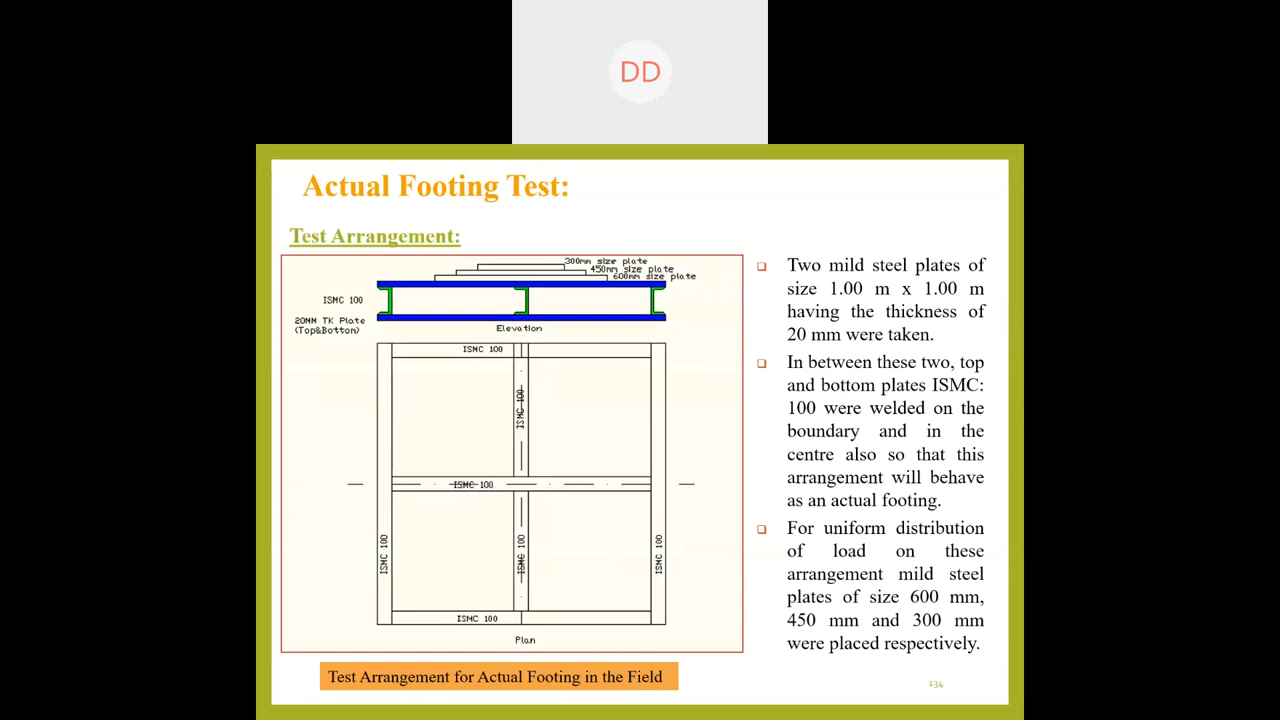 DD
Actual Footing Test:
Test Arrangement:
300mm size plate
450mm size plate
600mm size plate
ISMC 100
20MM TK Plate
(Top&Bottom)
Elevation
ISMC 100
ISMC 100
ISMC 100
ISMC 100
ISMC 100
ISMC 100
ISMC 100
Plan
Test Arrangement for Actual Footing in the Field
Two mild steel plates of
size 1.00 m x 1.00 m
having the thickness of
20 mm were taken.
In between these two, top
and bottom plates ISMC:
100 were welded on the
boundary and in the
centre also so that this
arrangement will behave
as an actual footing.
For uniform distribution
of load on these
arrangement mild steel
plates of size 600 mm,
450 mm and 300 mm
were placed respectively.
134